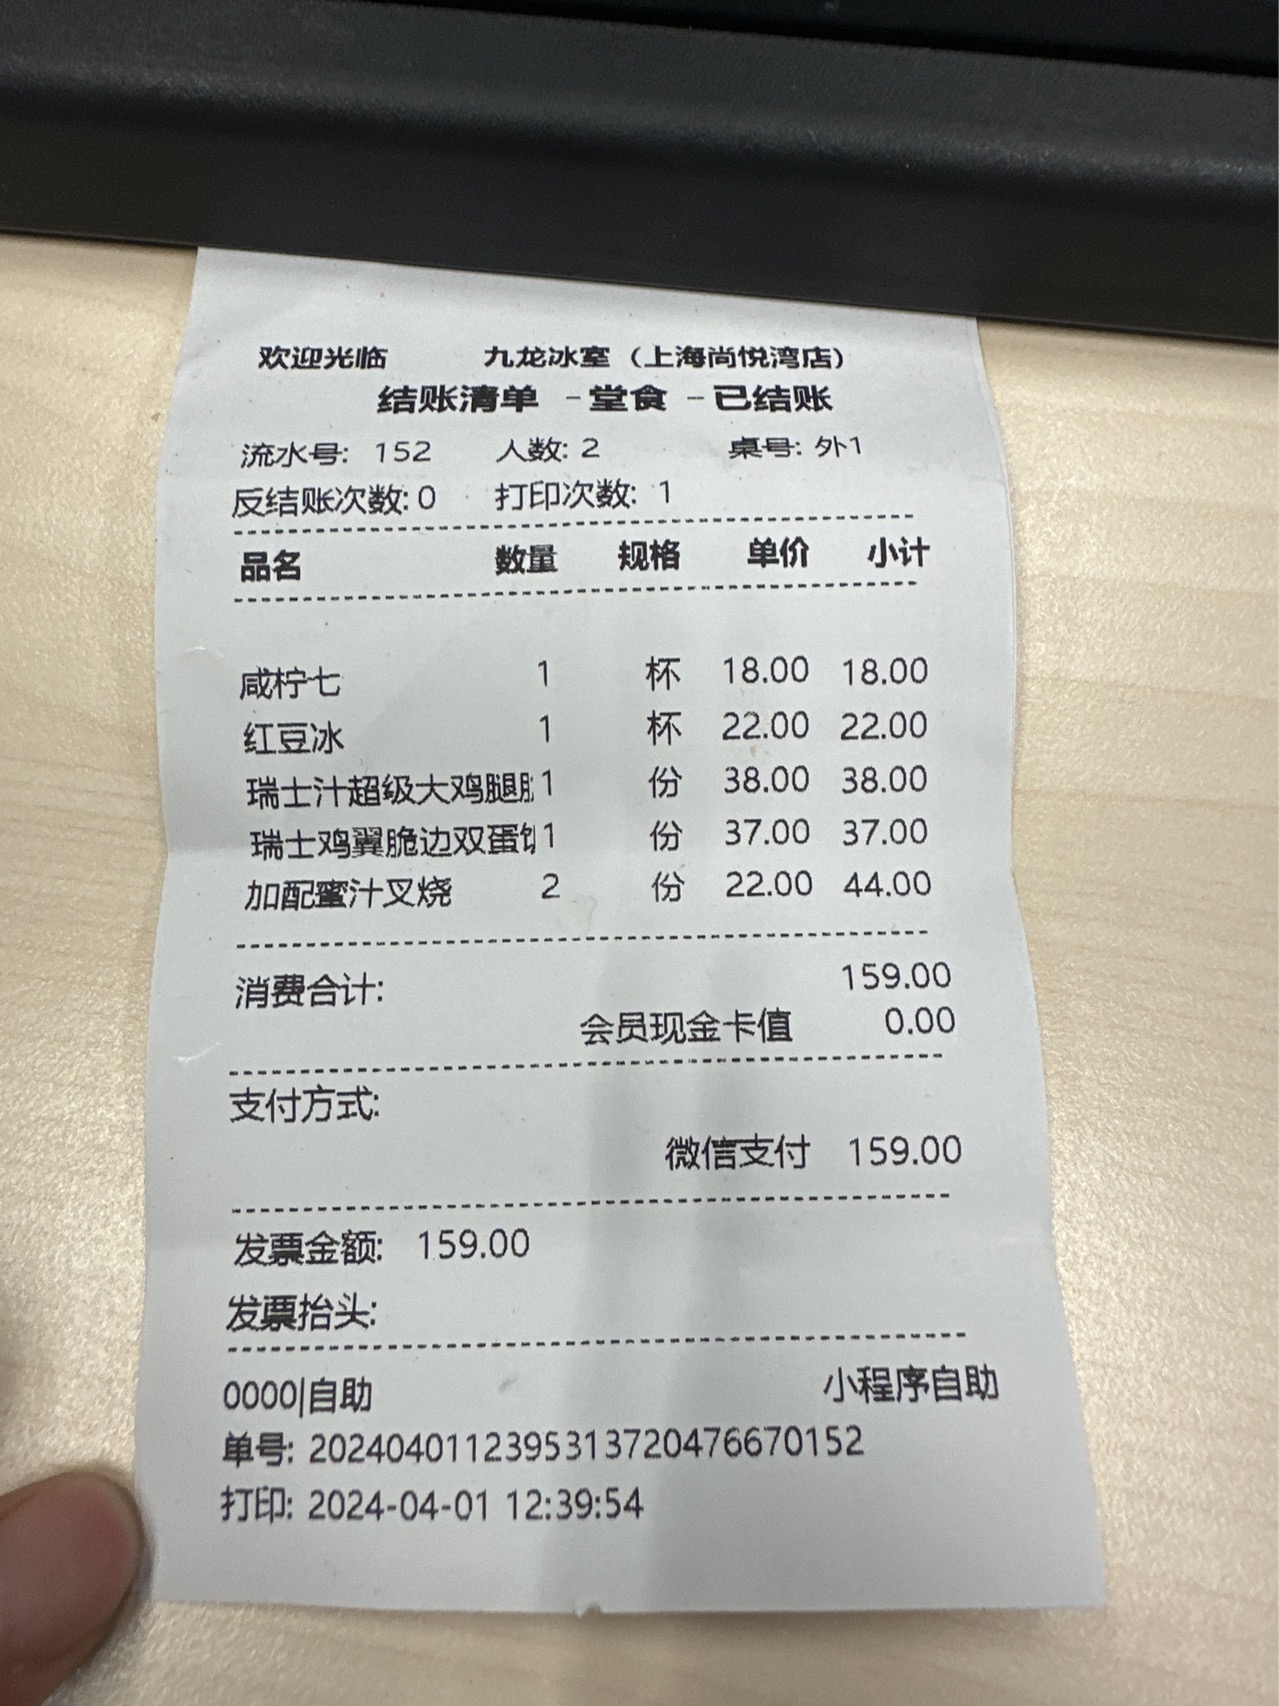 欢迎光临 九龙冰室（上海尚悦湾店）
结账清单 -堂食 -已结账
流水号: 152 人数: 2 桌号: 外1
反结账次数: 0 打印次数: 1
品名 数量 规格 单价 小计
咸柠七 1 杯 18.00 18.00
红豆冰 1 杯 22.00 22.00
瑞士汁超级大鸡腿 1 份 38.00 38.00
瑞士鸡翼脆边双蛋 1 份 37.00 37.00
加配蜜汁叉烧 2 份 22.00 44.00
消费合计: 159.00
会员现金卡值 0.00
支付方式:
微信支付 159.00
发票金额: 159.00
发票抬头:
0000|自助 小程序自助
单号: 20240401123953137204766701​52
打印: 2024-04-01 12:39:54